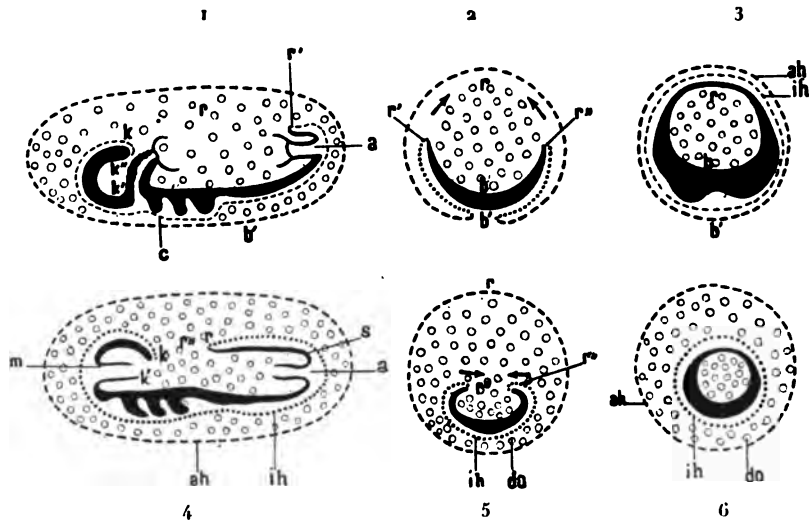 1 2 3
r' r ah
k r ih
r r' r"
k" a
k' b b
b' b' b'
c
r
m r" r s
k a r"
k'
ah
ih do ih do
ah ih
4 5 6